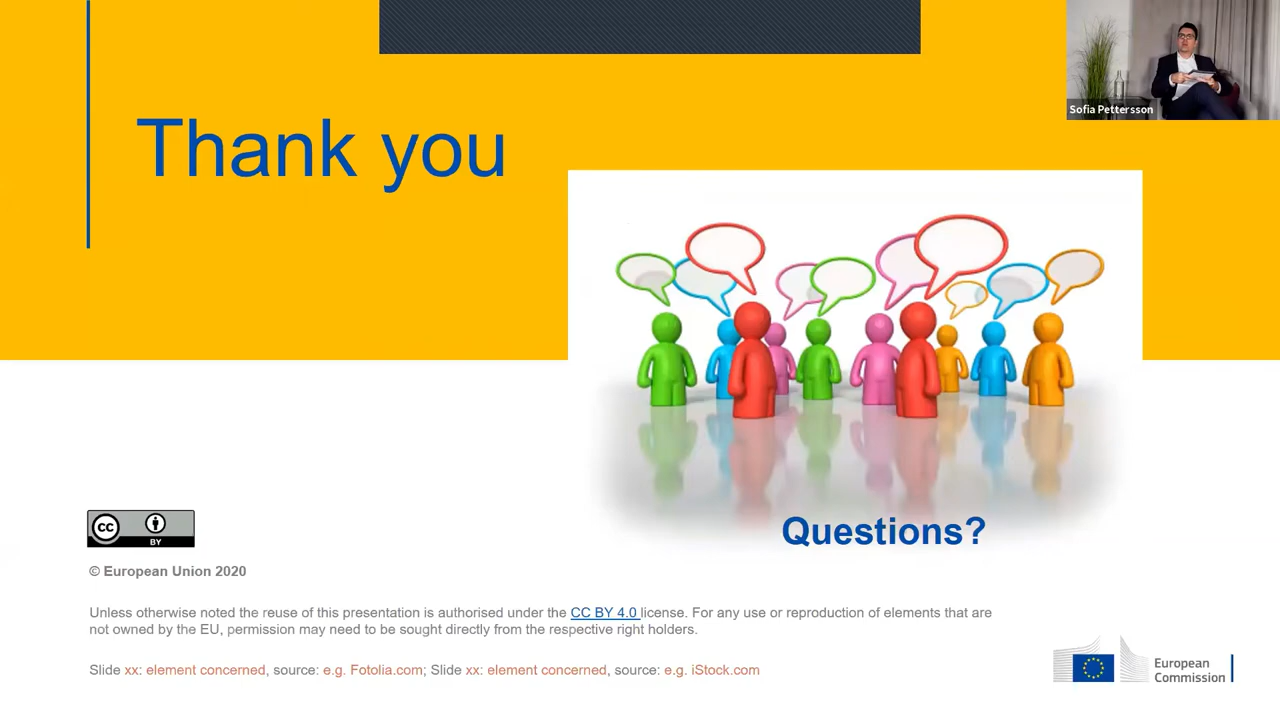 Sofia Pettersson
Thank you
Questions?
cc
BY
© European Union 2020
Unless otherwise noted the reuse of this presentation is authorised under the CC BY 4.0 license. For any use or reproduction of elements that are
not owned by the EU, permission may need to be sought directly from the respective right holders.
Slide xx: element concerned, source: e.g. Fotolia.com; Slide xx: element concerned, source: e.g. iStock.com
European
Commission